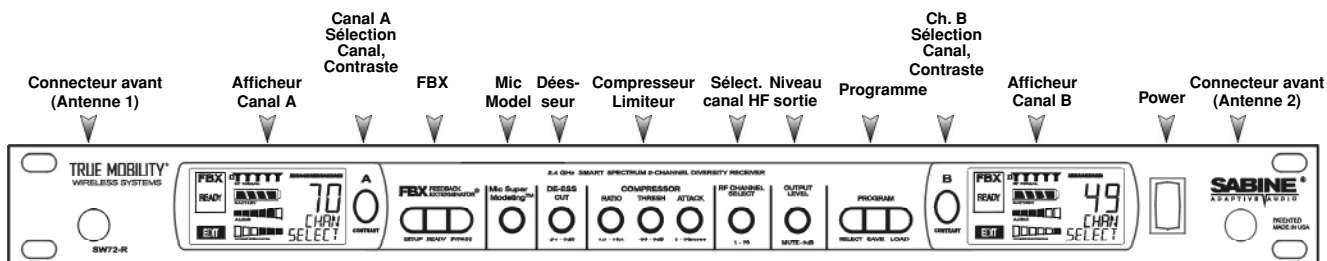 Canal A
Sélection
Canal,
Contraste
Ch. B
Sélection
Canal,
Contraste
Connecteur avant
(Antenne 1)
Afficheur
Canal A
FBX
Mic
Model
Dées-
seur
Compresseur
Limiteur
Sélect.
canal HF
Niveau
sortie
Programme
Afficheur
Canal B
Power
Connecteur avant
(Antenne 2)
TRUE MOBILITY®
WIRELESS SYSTEMS
SW72-R
2.4 GHz SMART SPECTRUM 2-CHANNEL DIVERSITY RECEIVER
FBX
READY
EXIT
70
CHAN
SELECT
A
CONTRAST
FBX FEEDBACK
EXTERMINATOR®
SETUP READY BYPASS
Mic Super
Modeling™
DE-ESS
CUT
COMPRESSOR
RATIO THRESH ATTACK
RF CHANNEL
SELECT
1 - 70
OUTPUT
LEVEL
PROGRAM
SELECT SAVE LOAD
B
CONTRAST
FBX
READY
EXIT
49
CHAN
SELECT
SABINE®
ADAPTIVE AUDIO
PATENTED
MADE IN USA